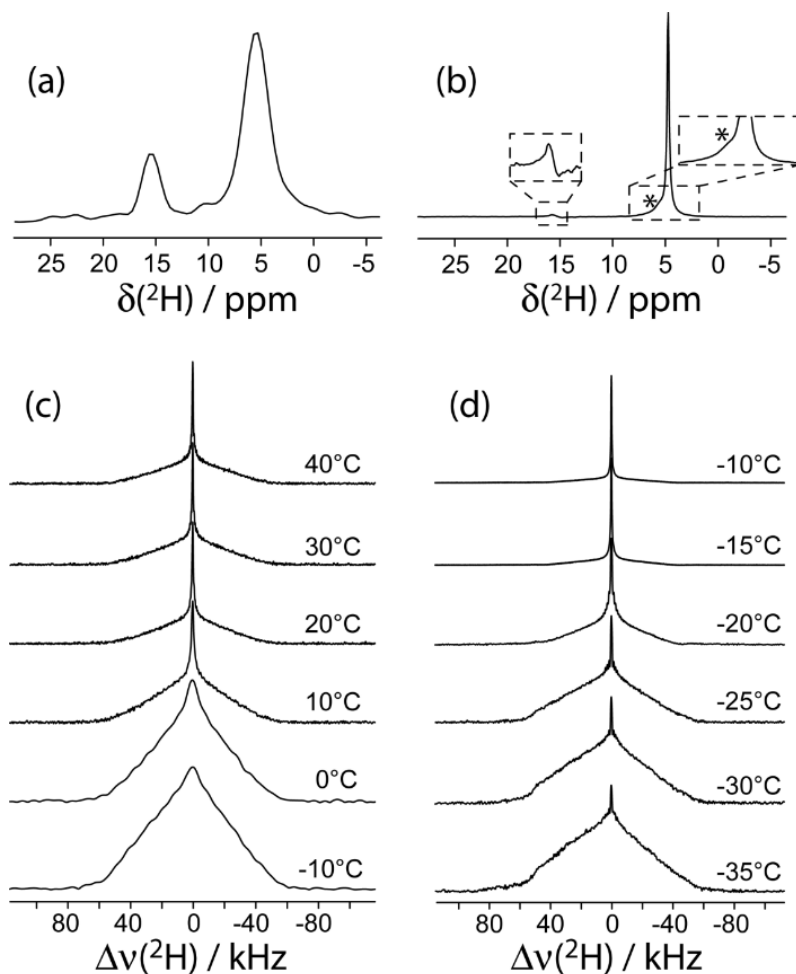 (a)
25 20 15 10 5 0 -5
δ(²H) / ppm
(b)
*
*
25 20 15 10 5 0 -5
δ(²H) / ppm
(c)
40°C
30°C
20°C
10°C
0°C
-10°C
80 40 0 -40 -80
Δν(²H) / kHz
(d)
-10°C
-15°C
-20°C
-25°C
-30°C
-35°C
80 40 0 -40 -80
Δν(²H) / kHz